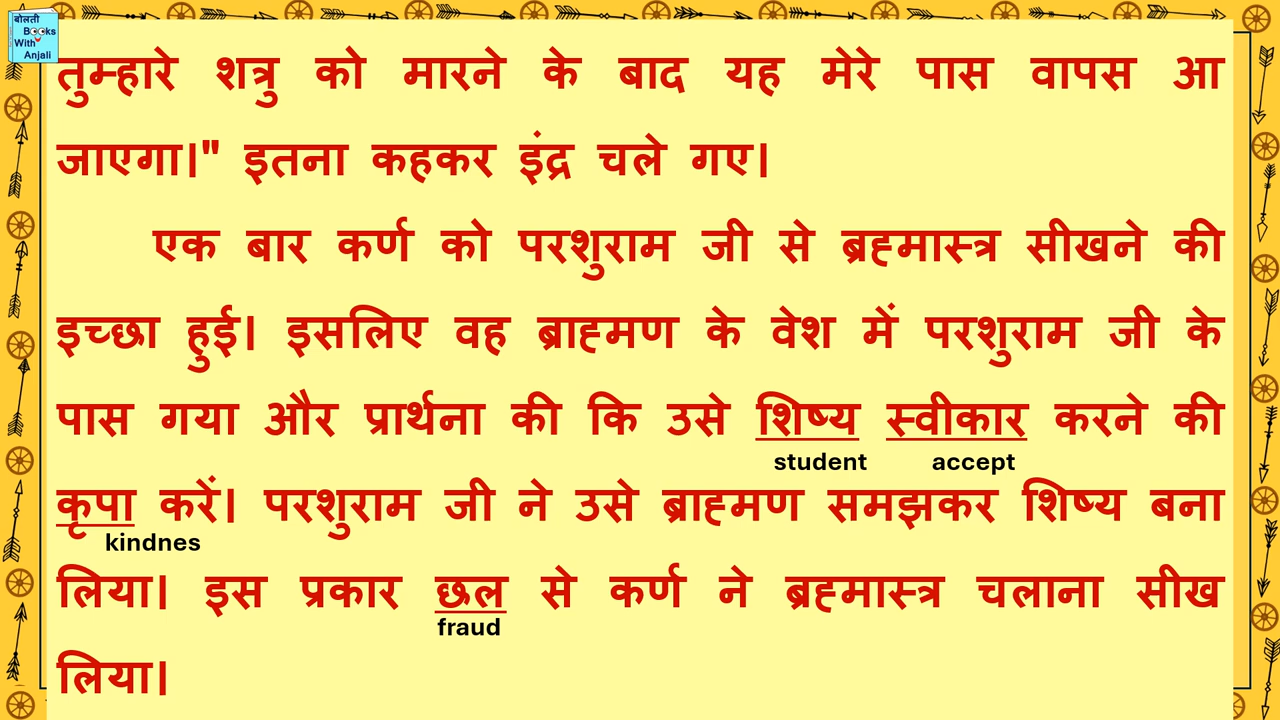 बोलती
Books
With
Anjali
तुम्हारे शत्रु को मारने के बाद यह मेरे पास वापस आ
जाएगा।" इतना कहकर इंद्र चले गए।
एक बार कर्ण को परशुराम जी से ब्रह्मास्त्र सीखने की
इच्छा हुई। इसलिए वह ब्राह्मण के वेश में परशुराम जी के
पास गया और प्रार्थना की कि उसे शिष्य स्वीकार करने की
student accept
कृपा करें। परशुराम जी ने उसे ब्राह्मण समझकर शिष्य बना
kindnes
लिया। इस प्रकार छल से कर्ण ने ब्रह्मास्त्र चलाना सीख
fraud
लिया।